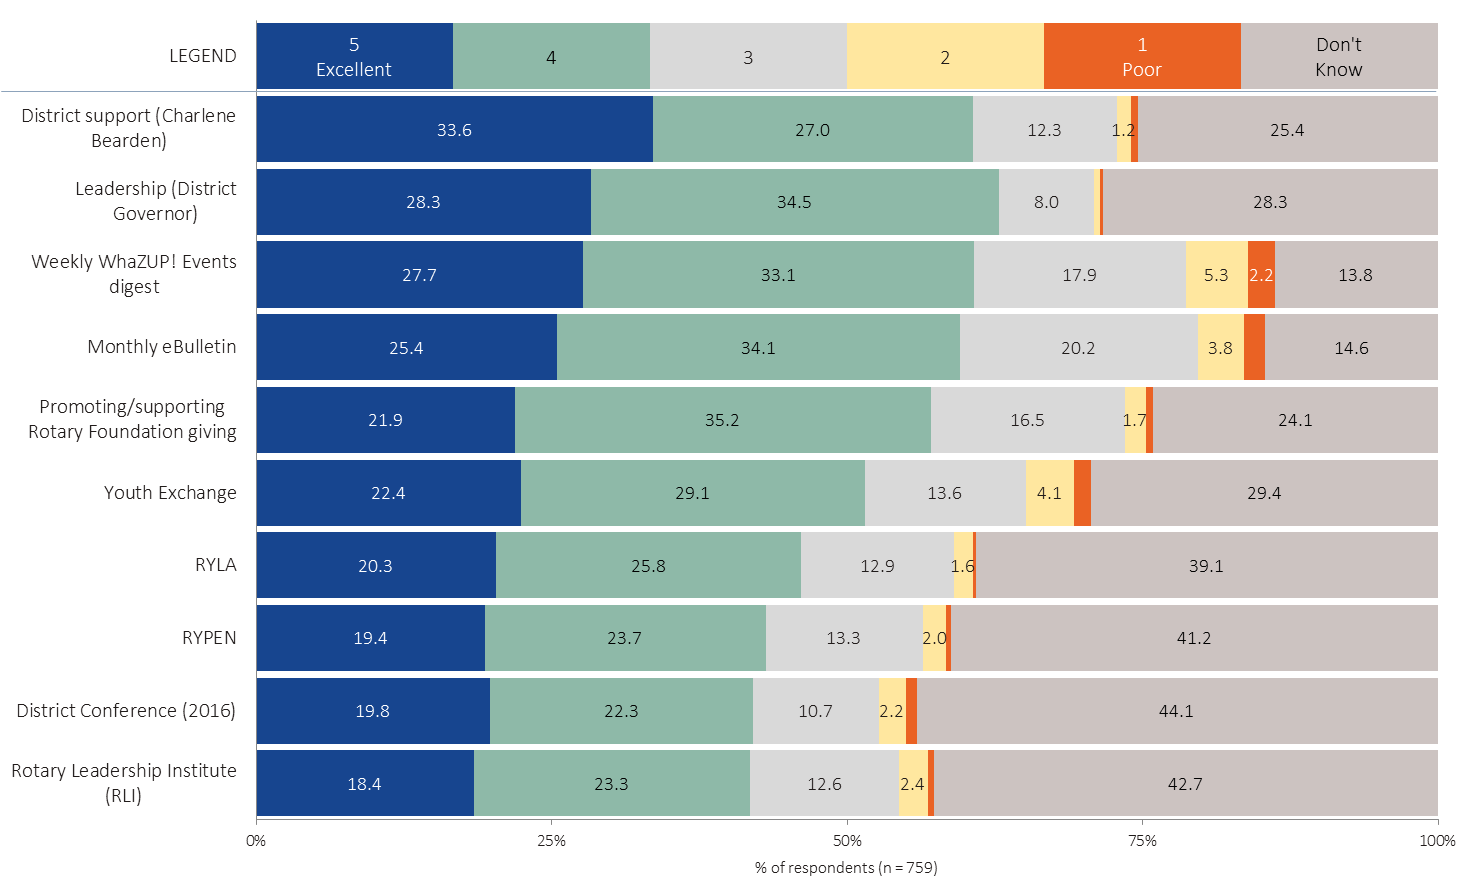 LEGEND
5
Excellent
4
3
2
1
Poor
Don't
Know
District support (Charlene
Bearden)
33.6
27.0
12.3
1.2
25.4
Leadership (District
Governor)
28.3
34.5
8.0
28.3
Weekly WhaZUP! Events
digest
27.7
33.1
17.9
5.3
2.2
13.8
Monthly eBulletin
25.4
34.1
20.2
3.8
14.6
Promoting/supporting
Rotary Foundation giving
21.9
35.2
16.5
1.7
24.1
Youth Exchange
22.4
29.1
13.6
4.1
29.4
RYLA
20.3
25.8
12.9
1.6
39.1
RYPEN
19.4
23.7
13.3
2.0
41.2
District Conference (2016)
19.8
22.3
10.7
2.2
44.1
Rotary Leadership Institute
(RLI)
18.4
23.3
12.6
2.4
42.7
0%
25%
50%
75%
100%
% of respondents (n = 759)